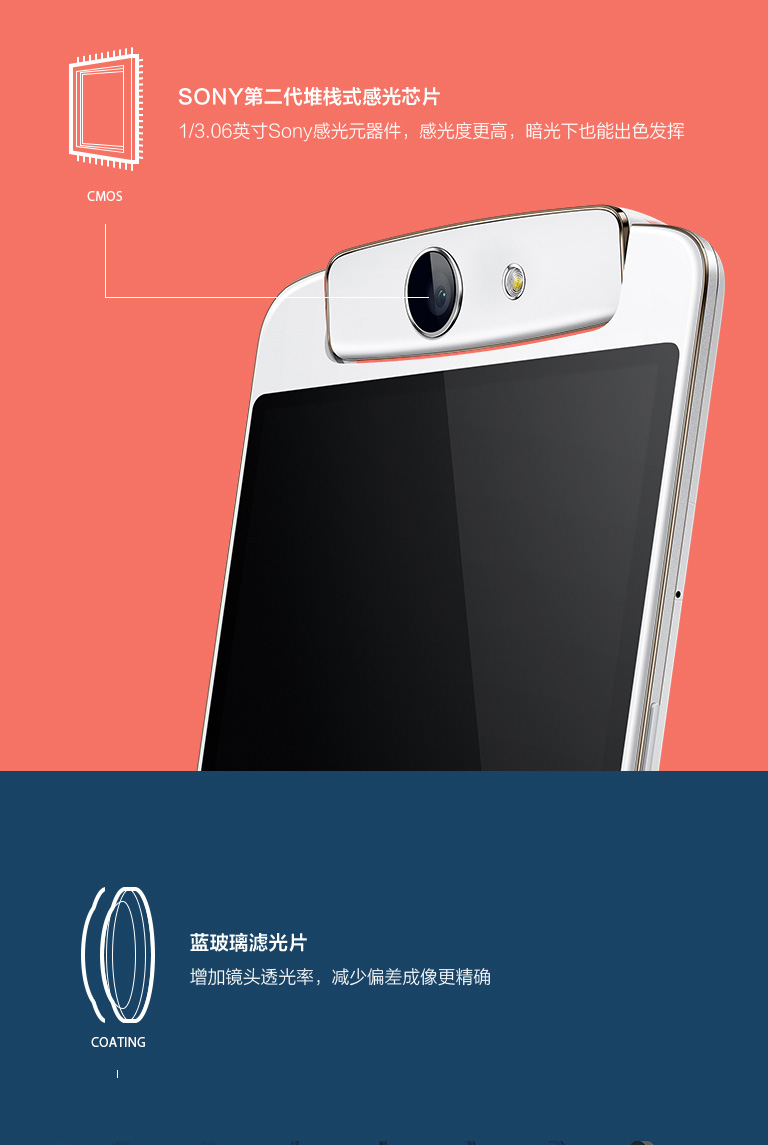 SONY第二代堆栈式感光芯片
1/3.06英寸Sony感光元器件，感光度更高，暗光下也能出色发挥
CMOS
蓝玻璃滤光片
增加镜头透光率，减少偏差成像更精确
COATING